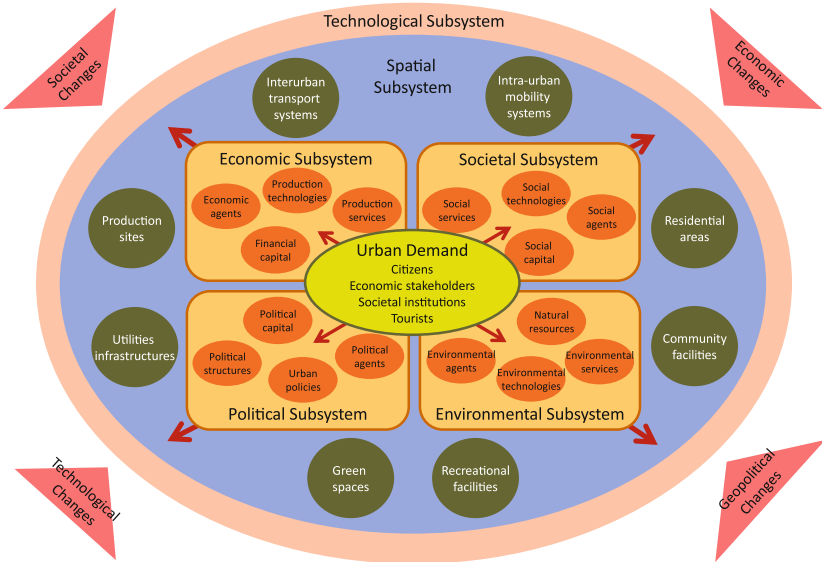 Technological Subsystem
Societal
Changes
Economic
Changes
Spatial
Subsystem
Interurban
transport
systems
Intra-urban
mobility
systems
Economic Subsystem
Societal Subsystem
Economic
agents
Production
technologies
Production
services
Financial
capital
Social
services
Social
technologies
Social
agents
Social
capital
Production
sites
Residential
areas
Urban Demand
Citizens
Economic stakeholders
Societal institutions
Tourists
Utilities
infrastructures
Community
facilities
Political
capital
Political
structures
Urban
policies
Political
agents
Natural
resources
Environmental
agents
Environmental
technologies
Environmental
services
Political Subsystem
Environmental Subsystem
Green
spaces
Recreational
facilities
Technological
Changes
Geopolitical
Changes